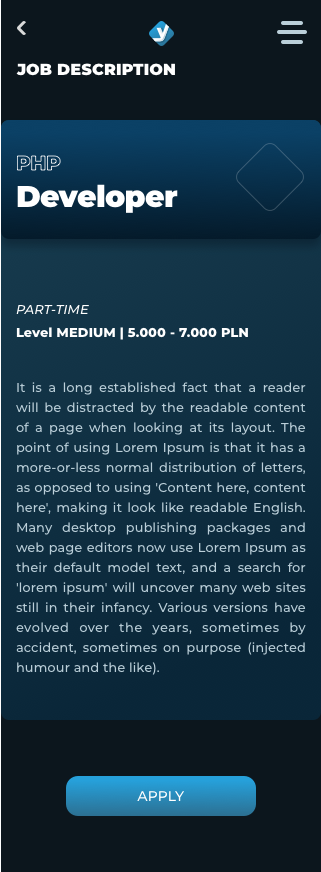 JOB DESCRIPTION
PHP
Developer
PART-TIME
Level MEDIUM | 5.000 - 7.000 PLN
It is a long established fact that a reader
will be distracted by the readable content
of a page when looking at its layout. The
point of using Lorem Ipsum is that it has a
more-or-less normal distribution of letters,
as opposed to using 'Content here, content
here', making it look like readable English.
Many desktop publishing packages and
web page editors now use Lorem Ipsum as
their default model text, and a search for
'lorem ipsum' will uncover many web sites
still in their infancy. Various versions have
evolved over the years, sometimes by
accident, sometimes on purpose (injected
humour and the like).
APPLY